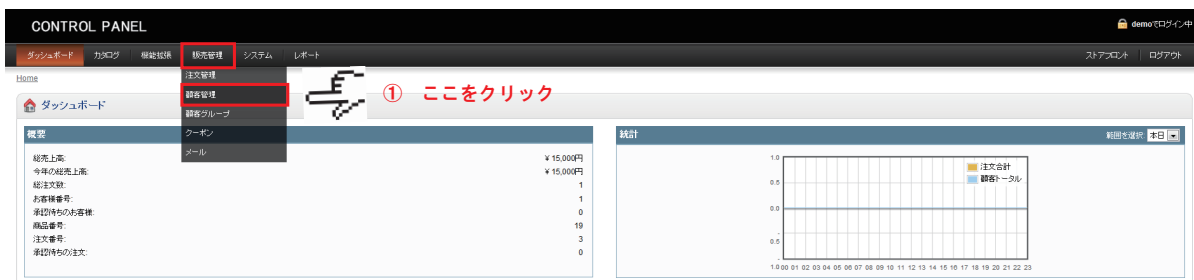 CONTROL PANEL
demoでログイン中
ダッシュボード カタログ 機能拡張 販売管理 システム レポート ストアフロント ログアウト
Home
注文管理
顧客管理
顧客グループ
クーポン
メール
① ここをクリック
ダッシュボード
概要
総売上高: ¥ 15,000円
今年の総売上高: ¥ 15,000円
総注文数: 1
お客様番号: 1
承認待ちのお客様: 0
商品番号: 19
注文番号: 3
承認待ちの注文: 0
統計 範囲を選択 本日
注文合計
顧客トータル
1.0
0.5
0.0
0.5
1.0
00 01 02 03 04 05 06 07 08 09 10 11 12 13 14 15 16 17 18 19 20 21 22 23